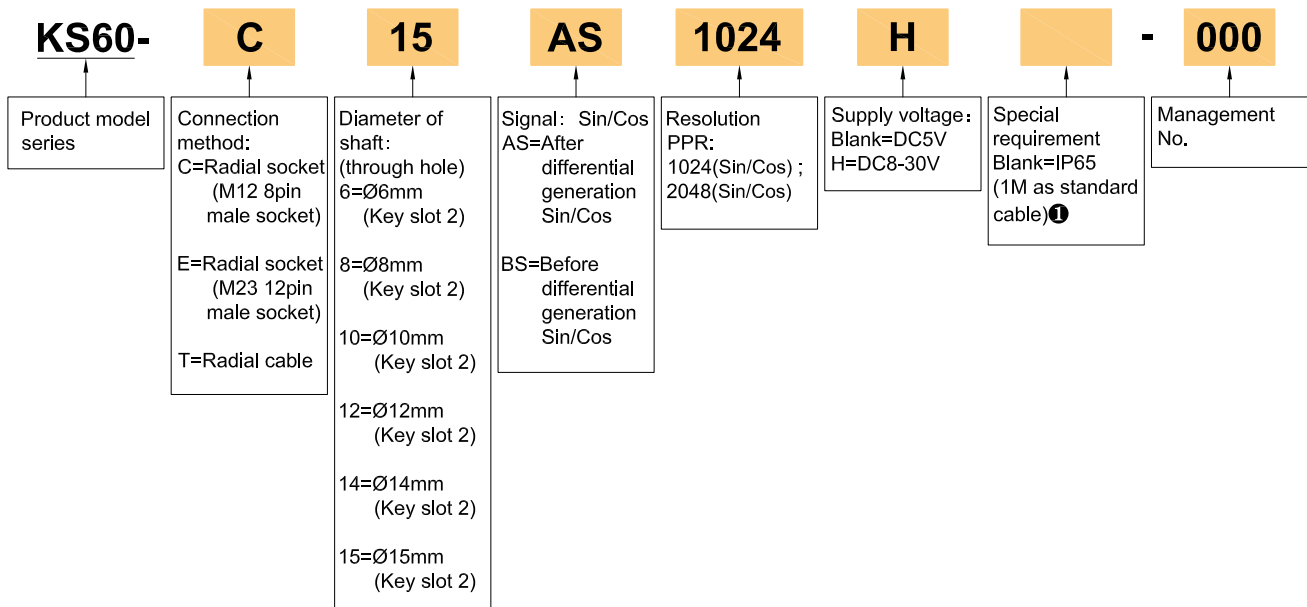 KS60- C 15 AS 1024 H - 000
Product model
series
Connection
method:
C=Radial socket
(M12 8pin
male socket)
E=Radial socket
(M23 12pin
male socket)
T=Radial cable
Diameter of
shaft:
(through hole)
6=Ø6mm
(Key slot 2)
8=Ø8mm
(Key slot 2)
10=Ø10mm
(Key slot 2)
12=Ø12mm
(Key slot 2)
14=Ø14mm
(Key slot 2)
15=Ø15mm
(Key slot 2)
Signal: Sin/Cos
AS=After
differential
generation
Sin/Cos
BS=Before
differential
generation
Sin/Cos
Resolution
PPR:
1024(Sin/Cos) ;
2048(Sin/Cos)
Supply voltage:
Blank=DC5V
H=DC8-30V
Special
requirement
Blank=IP65
(1M as standard
cable)❶
Management
No.